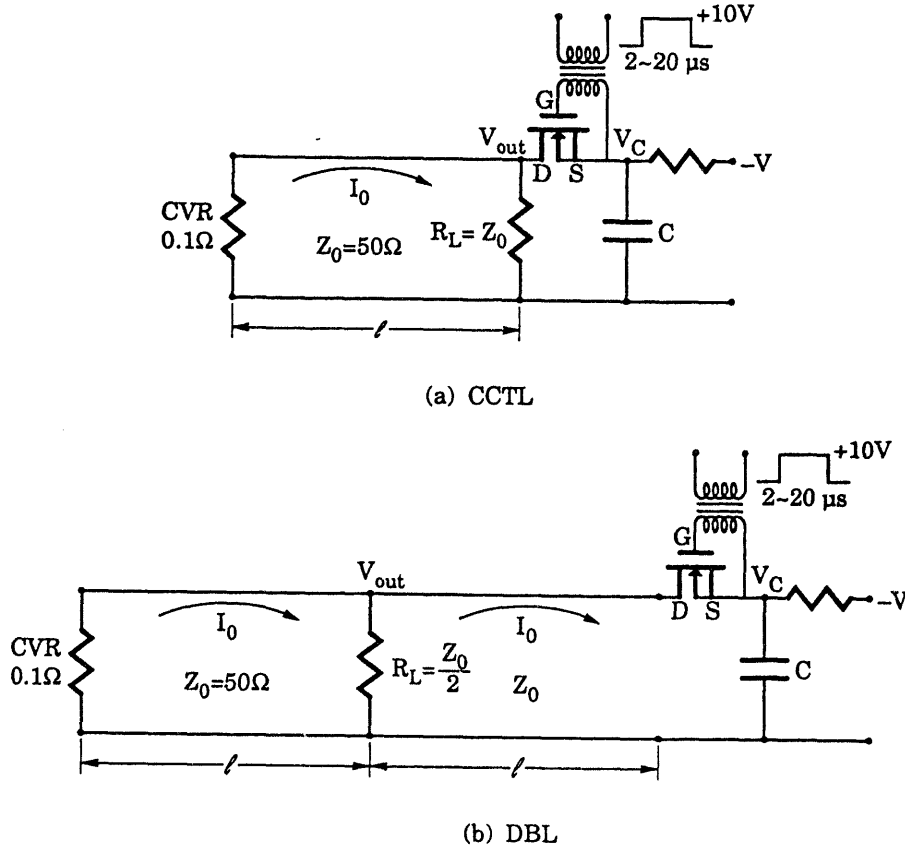 +10V
2~20 µs
G
V_out
V_C
D S
–V
I_0
CVR
0.1Ω
Z_0=50Ω
R_L= Z_0
C
ℓ
(a) CCTL
+10V
2~20 µs
G
V_out
V_C
D S
–V
I_0
I_0
CVR
0.1Ω
Z_0=50Ω
R_L=Z_0/2
Z_0
C
ℓ
ℓ
(b) DBL